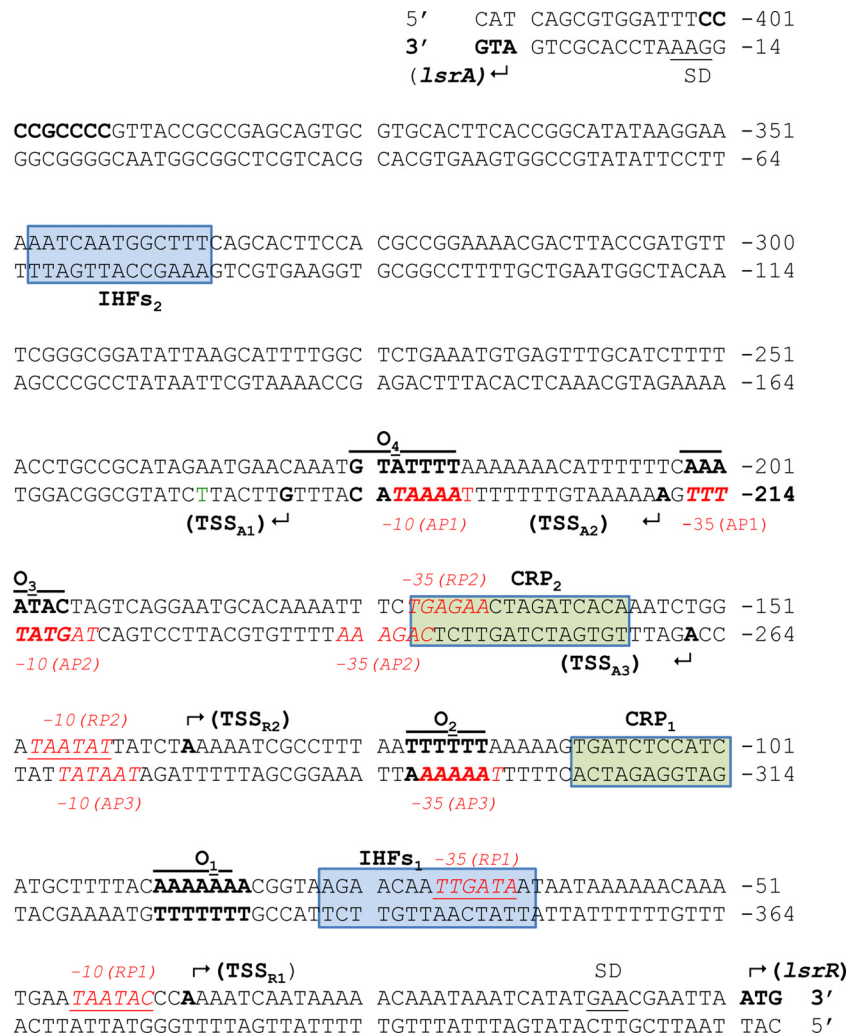 5' CAT CAGCGTGGATTTCC -401
3' GTA GTCGCACCTAAAGG -14
(lsrA) ↵ SD
CCGCCCCGTTACCGCCGAGCAGTGC GTGCACTTCACCGGCATATAAGGAA -351
GGCGGGGCAATGGCGGCTCGTCACG CACGTGAAGTGGCCGTATATTCCTT -64
AAATCAATGGCTTTCAGCACTTCCA CGCCGGAAAACGACTTACCGATGTT -300
TTTAGTTACCGAAAGTCGTGAAGGT GCGGCCTTTTGCTGAATGGCTACAA -114
IHFs2
TCGGGCGGATATTAAGCATTTTGGC TCTGAAATGTGAGTTTGCATCTTTT -251
AGCCCGCCTATAATTCGTAAAACCG AGACTTTACACTCAAACGTAGAAAA -164
O4
ACCTGCCGCATAGAATGAACAAATG TATTTTTAAAAAAACATTTTTTCAAA -201
TGGACGGCGTATCTTACTTGTTTAC ATAAAATTTTTTTGTAAAAAAGTTT -214
(TSSA1) ↵ -10(AP1) (TSSA2) ↵ -35(AP1)
O3 -35(RP2) CRP2
ATACTAGTCAGGAATGCACAAAATT TCTGAGAACTAGATCACAAATCTGG -151
TATGATCAGTCCTTACGTGTTTTAA AGACTCTTGATCTAGTGTTTAGACC -264
-10(AP2) -35(AP2) (TSSA3) ↵
-10(RP2) ↱(TSSR2) O2 CRP1
ATAATATTATCTAAAAATCGCCTTT AATTTTTTAAAAAGTGATCTCCATC -101
TATTATAATAGATTTTTAGCGGAAA TTAAAAAATTTTTCACTAGAGGTAG -314
-10(AP3) -35(AP3)
O1 IHFs1 -35(RP1)
ATGCTTTTACAAAAAAACGGTAAGA ACAATTGATAATAATAAAAAACAAA -51
TACGAAAATGTTTTTTTGCCATTCT TGTTAACTATTATTATTTTTTGTTT -364
-10(RP1) ↱(TSSR1) SD ↱(lsrR)
TGAATAATACCCAAAAATCAATAAAA ACAAATAAATCATATGAACGAATTA ATG 3'
ACTTATTATGGGTTTTAGTTATTTT TGTTTATTTAGTATACTTGCTTAAT TAC 5'